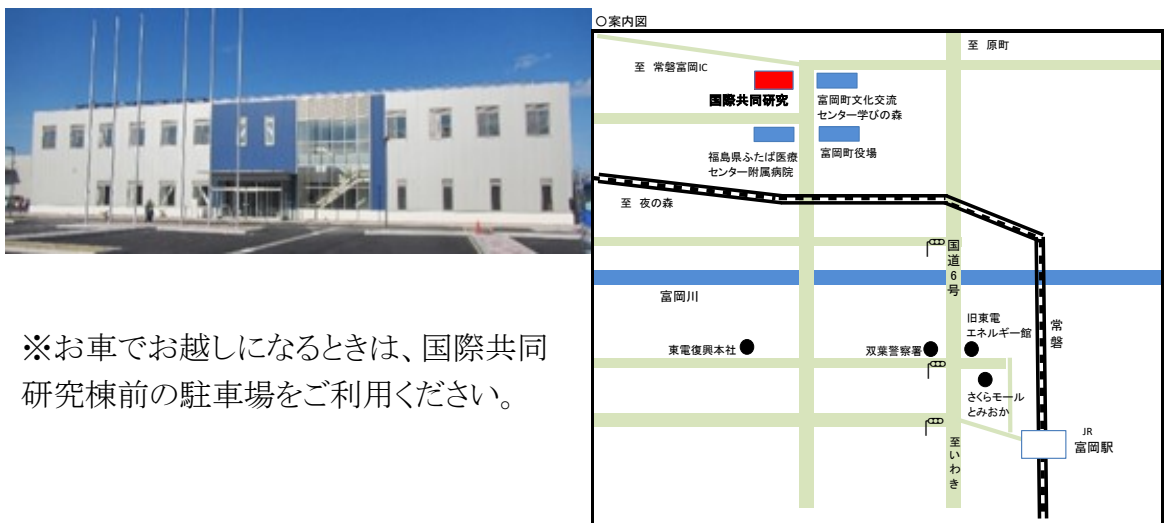 ○案内図
至 原町
至 常磐富岡IC
国際共同研究
富岡町文化交流
センター学びの森
福島県ふたば医療
センター附属病院
富岡町役場
至 夜の森
国道6号
富岡川
旧東電
エネルギー館
常磐
東電復興本社
双葉警察署
さくらモール
とみおか
JR
富岡駅
至いわき
※お車でお越しになるときは、国際共同
研究棟前の駐車場をご利用ください。